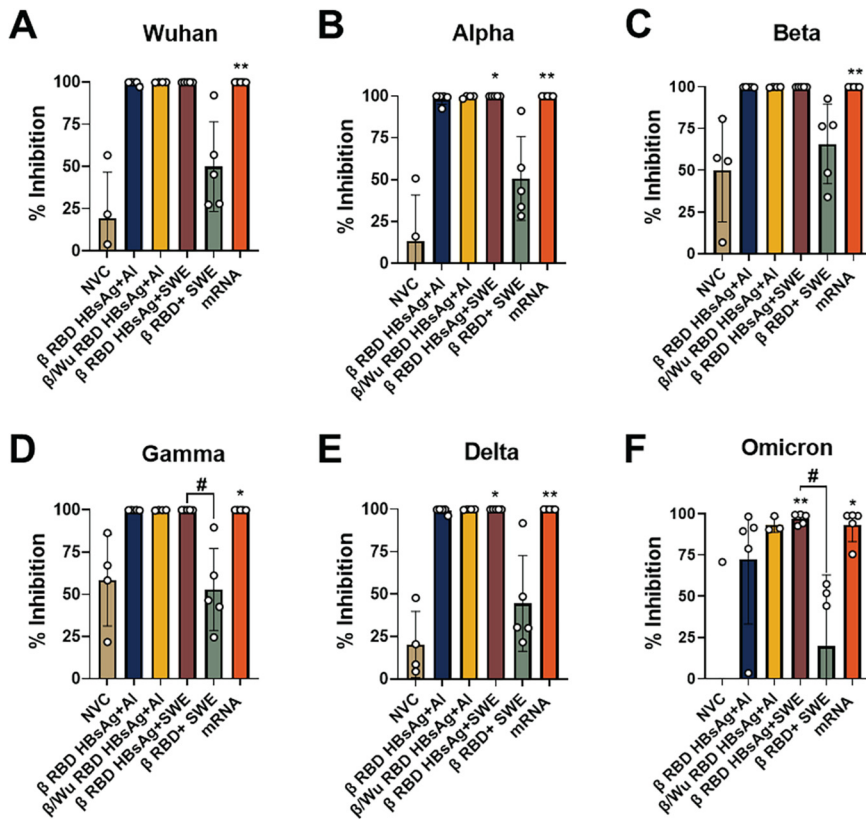 A
Wuhan
**
% Inhibition
100
75
50
25
0
NVC
β RBD HBsAg+Al
β/Wu RBD HBsAg+Al
β RBD HBsAg+SWE
β RBD+ SWE
mRNA
B
Alpha
*
**
% Inhibition
100
75
50
25
0
NVC
β RBD HBsAg+Al
β/Wu RBD HBsAg+Al
β RBD HBsAg+SWE
β RBD+ SWE
mRNA
C
Beta
**
% Inhibition
100
75
50
25
0
NVC
β RBD HBsAg+Al
β/Wu RBD HBsAg+Al
β RBD HBsAg+SWE
β RBD+ SWE
mRNA
D
Gamma
#
*
% Inhibition
100
75
50
25
0
NVC
β RBD HBsAg+Al
β/Wu RBD HBsAg+Al
β RBD HBsAg+SWE
β RBD+ SWE
mRNA
E
Delta
*
**
% Inhibition
100
75
50
25
0
NVC
β RBD HBsAg+Al
β/Wu RBD HBsAg+Al
β RBD HBsAg+SWE
β RBD+ SWE
mRNA
F
Omicron
#
**
*
% Inhibition
100
75
50
25
0
NVC
β RBD HBsAg+Al
β/Wu RBD HBsAg+Al
β RBD HBsAg+SWE
β RBD+ SWE
mRNA